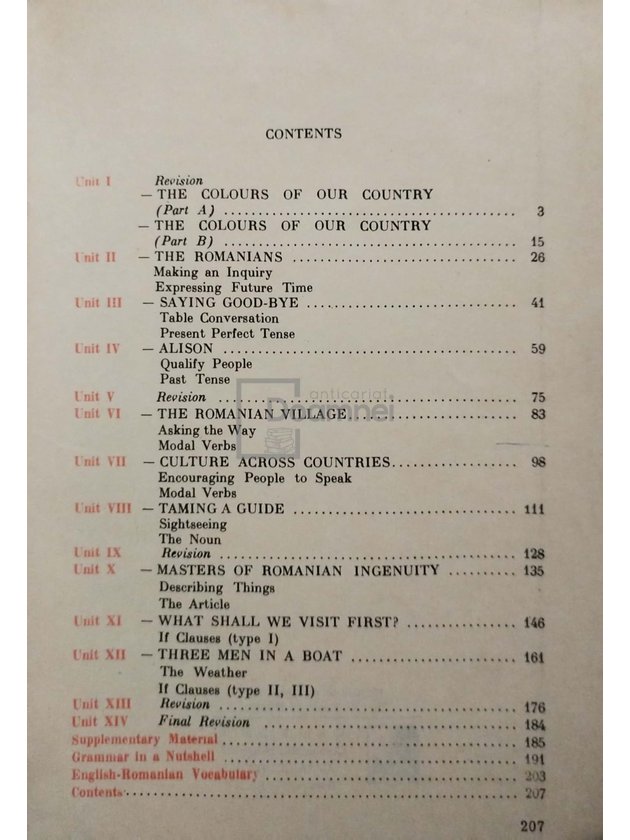 CONTENTS
Unit I Revision
— THE COLOURS OF OUR COUNTRY
(Part A) ........................................ 3
— THE COLOURS OF OUR COUNTRY
(Part B) ........................................ 15
Unit II — THE ROMANIANS ........................................ 26
Making an Inquiry
Expressing Future Time
Unit III — SAYING GOOD-BYE ........................................ 41
Table Conversation
Present Perfect Tense
Unit IV — ALISON ........................................ 59
Qualify People
Past Tense
Unit V Revision ........................................ 75
Unit VI — THE ROMANIAN VILLAGE ........................................ 83
Asking the Way
Modal Verbs
Unit VII — CULTURE ACROSS COUNTRIES ........................................ 98
Encouraging People to Speak
Modal Verbs
Unit VIII — TAMING A GUIDE ........................................ 111
Sightseeing
The Noun
Unit IX Revision ........................................ 128
Unit X — MASTERS OF ROMANIAN INGENUITY .......... 135
Describing Things
The Article
Unit XI — WHAT SHALL WE VISIT FIRST? ................ 146
If Clauses (type I)
Unit XII — THREE MEN IN A BOAT ........................ 161
The Weather
If Clauses (type II, III)
Unit XIII Revision ........................................ 176
Unit XIV Final Revision ........................................ 184
Supplementary Material ........................................ 185
Grammar in a Nutshell ........................................ 191
English-Romanian Vocabulary ........................................ 203
Contents ........................................ 207
207
anticariat